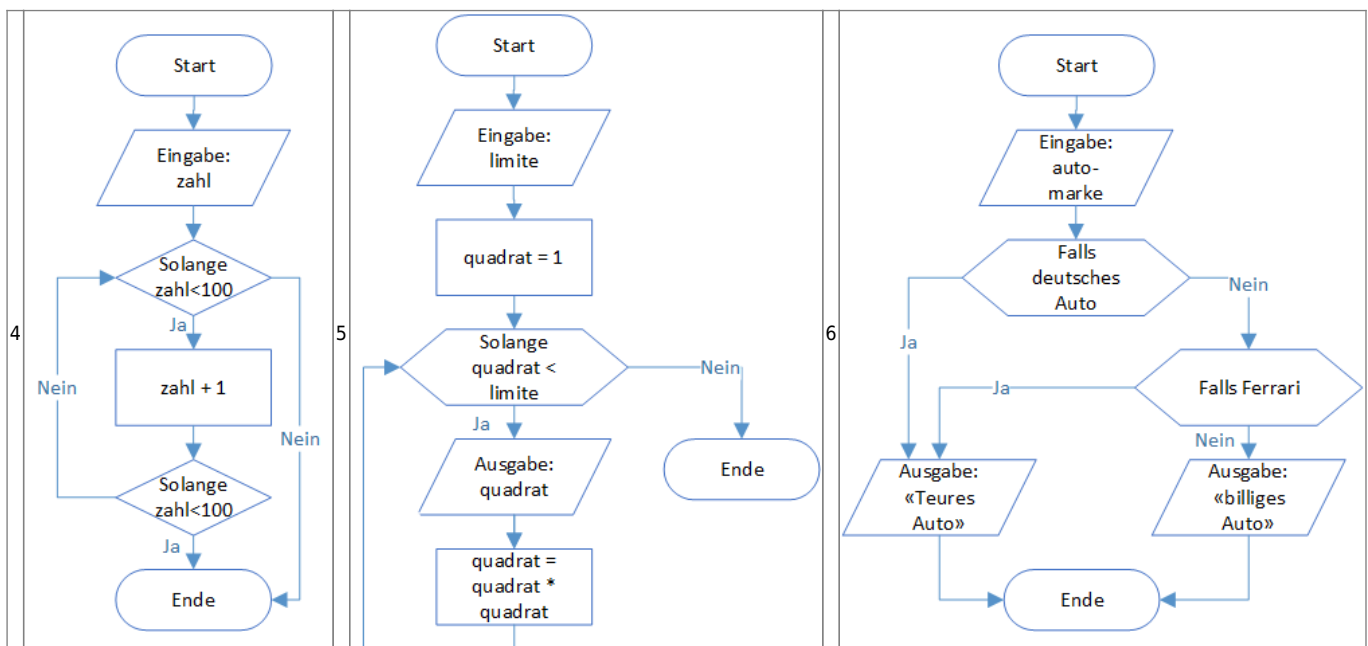 4
Start
Eingabe:
zahl
Solange
zahl<100
Ja
Nein
zahl + 1
Nein
Solange
zahl<100
Ja
Ende
5
Start
Eingabe:
limite
quadrat = 1
Solange
quadrat <
limite
Nein
Ja
Ende
Ausgabe:
quadrat
quadrat =
quadrat *
quadrat
6
Start
Eingabe:
auto-
marke
Falls
deutsches
Auto
Nein
Ja
Falls Ferrari
Ja
Nein
Ausgabe:
«Teures
Auto»
Ausgabe:
«billiges
Auto»
Ende